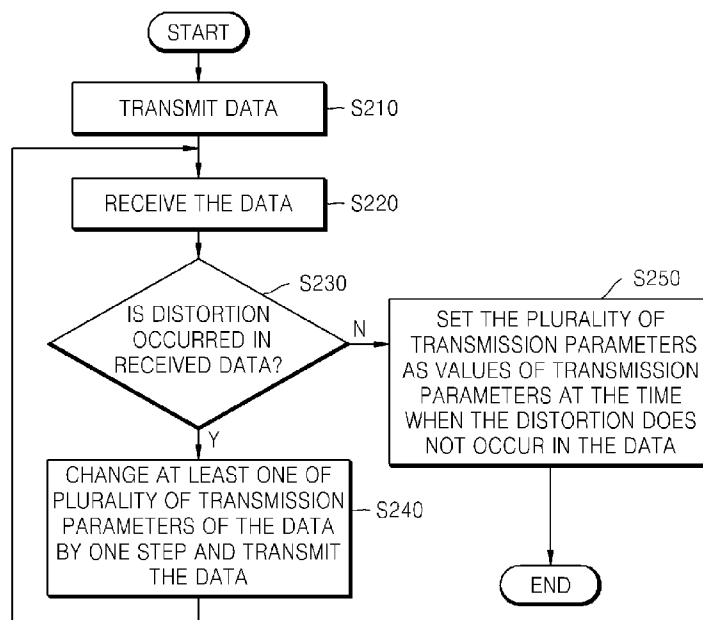 START
TRANSMIT DATA
S210
RECEIVE THE DATA
S220
IS DISTORTION
OCCURRED IN
RECEIVED DATA?
S230
N
Y
S250
SET THE PLURALITY OF
TRANSMISSION PARAMETERS
AS VALUES OF TRANSMISSION
PARAMETERS AT THE TIME
WHEN THE DISTORTION DOES
NOT OCCUR IN THE DATA
CHANGE AT LEAST ONE OF
PLURALITY OF TRANSMISSION
PARAMETERS OF THE DATA
BY ONE STEP AND TRANSMIT
THE DATA
S240
END